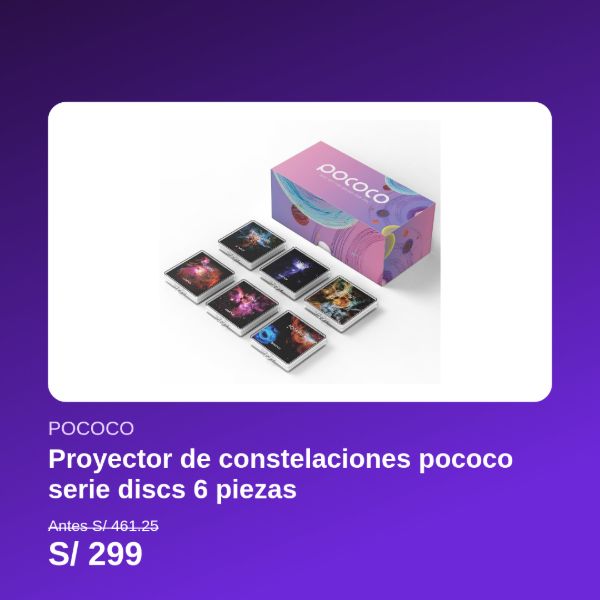 pococo
POCOCO
Proyector de constelaciones pococo
serie discs 6 piezas
Antes S/ 461.25
S/ 299